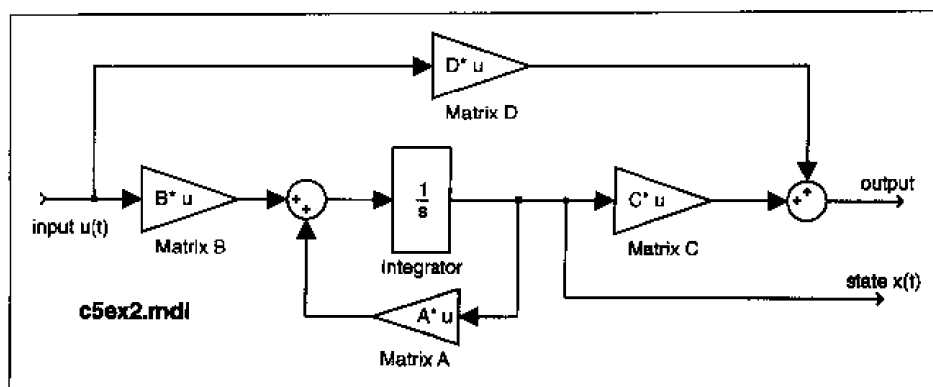 D* u
Matrix D
input u(t)
B* u
Matrix B
+
+
1
s
Integrator
C* u
Matrix C
+
+
output
state x(t)
A* u
Matrix A
c5ex2.mdl